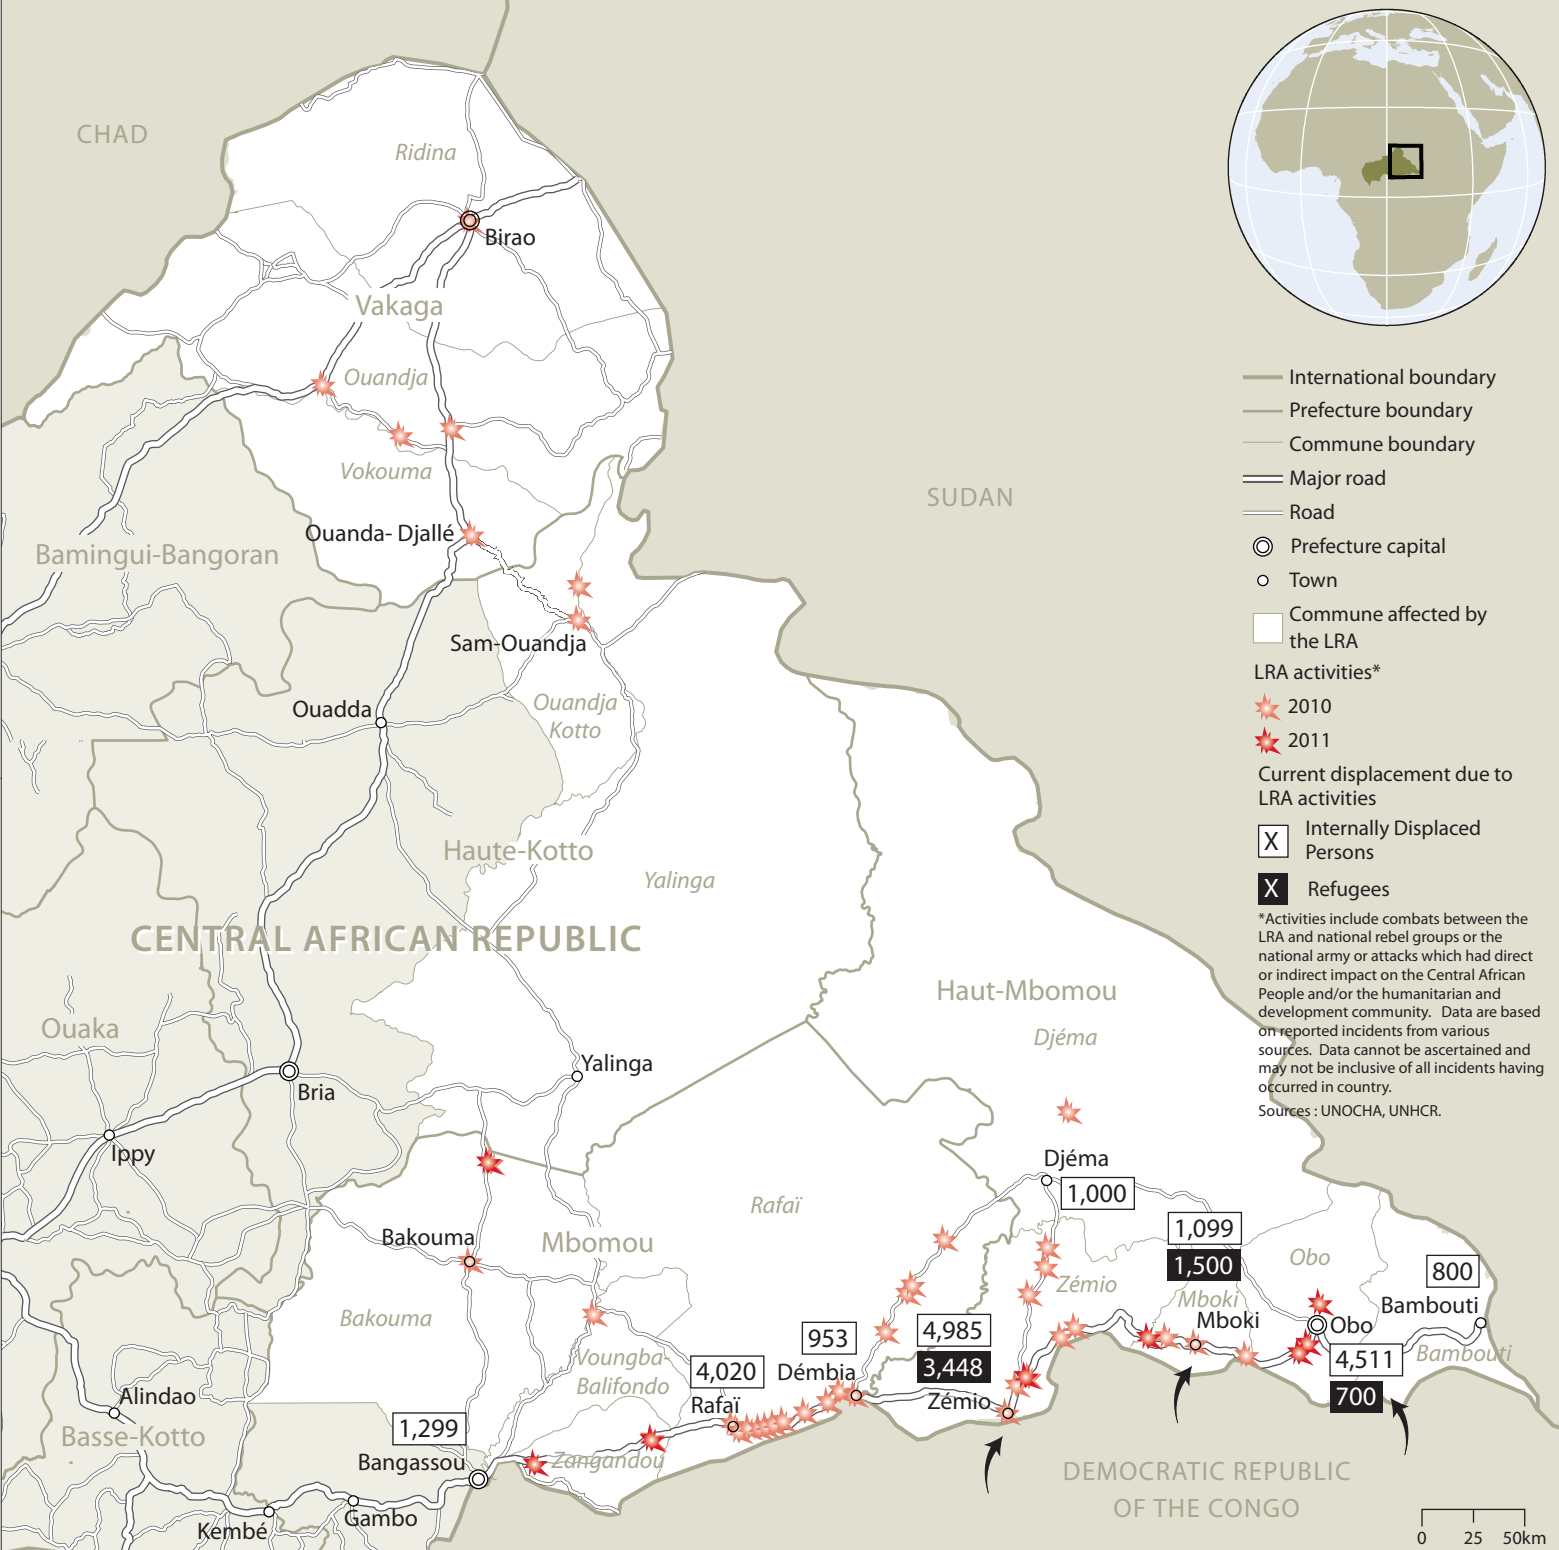 CHAD
Ridina
Birao
Vakaga
Ouandja
Vokouma
Ouanda- Djallé
Bamingui-Bangoran
SUDAN
Sam-Ouandja
Ouadda
Ouandja
Kotto
Haute-Kotto
Yalinga
CENTRAL AFRICAN REPUBLIC
Haut-Mbomou
Djéma
Ouaka
Yalinga
Bria
Ippy
Djéma
1,000
Rafaï
Bakouma
Mbomou
1,099
1,500
Obo
800
Zémio
Mboki
Mboki
Bambouti
Obo
Bakouma
953
4,985
3,448
4,511
700
Bambouti
Voungba-
Balifondo
4,020
Démbia
Rafaï
Zémio
Alindao
Basse-Kotto
1,299
Bangassou
Zangandou
Kembé
Gambo
DEMOCRATIC REPUBLIC
OF THE CONGO
International boundary
Prefecture boundary
Commune boundary
Major road
Road
Prefecture capital
Town
Commune affected by
the LRA
LRA activities*
2010
2011
Current displacement due to
LRA activities
X
Internally Displaced
Persons
X
Refugees
*Activities include combats between the
LRA and national rebel groups or the
national army or attacks which had direct
or indirect impact on the Central African
People and/or the humanitarian and
development community. Data are based
on reported incidents from various
sources. Data cannot be ascertained and
may not be inclusive of all incidents having
occurred in country.
Sources : UNOCHA, UNHCR.
0 25 50km